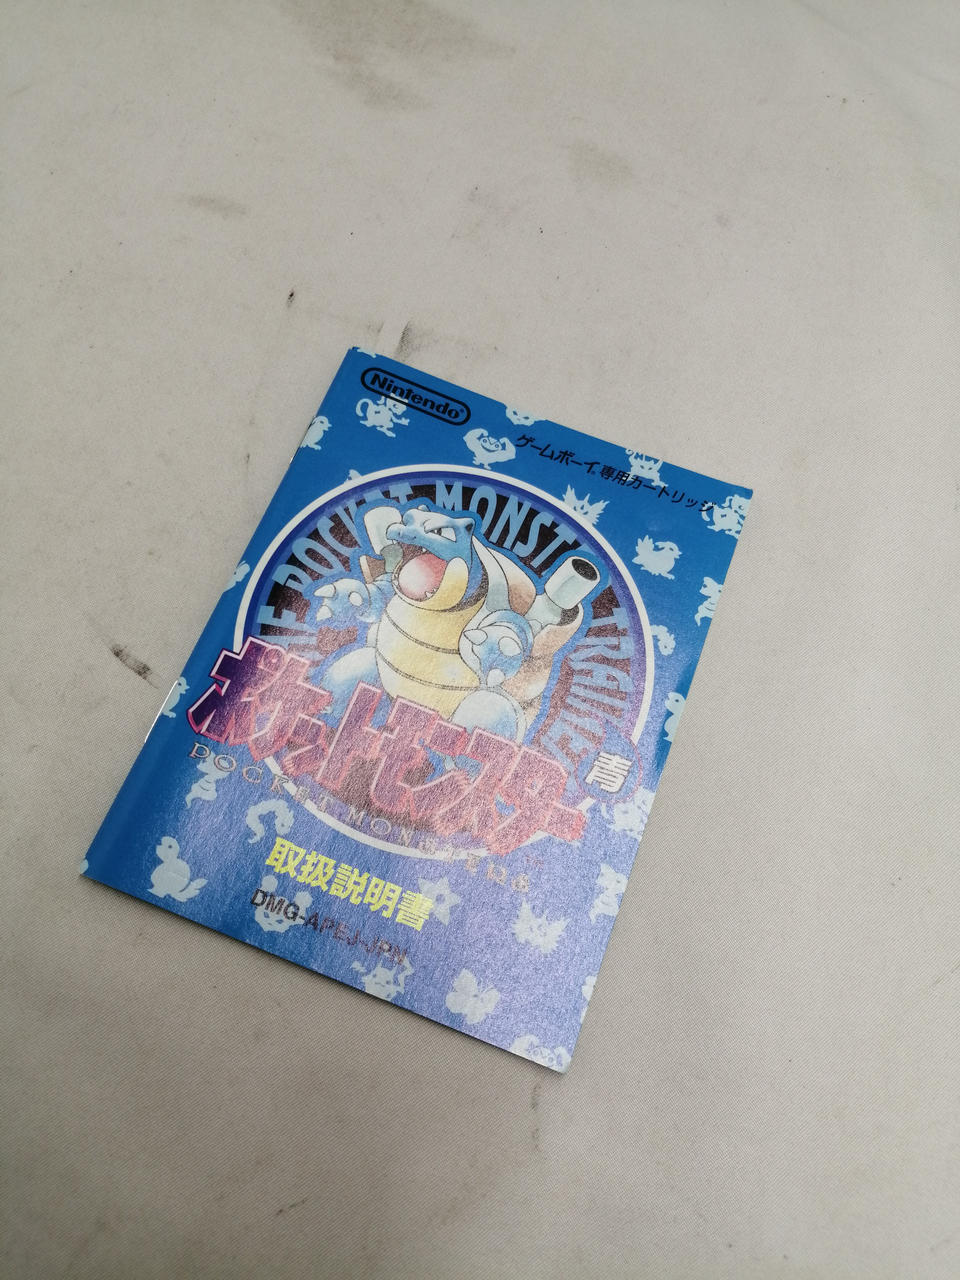 Nintendo
ゲームボーイ®専用カートリッジ
THE POCKET MONSTER TRAINER
ポケットモンスター
青
POCKET MONSTERS
取扱説明書
DMG-APEJ-JPN